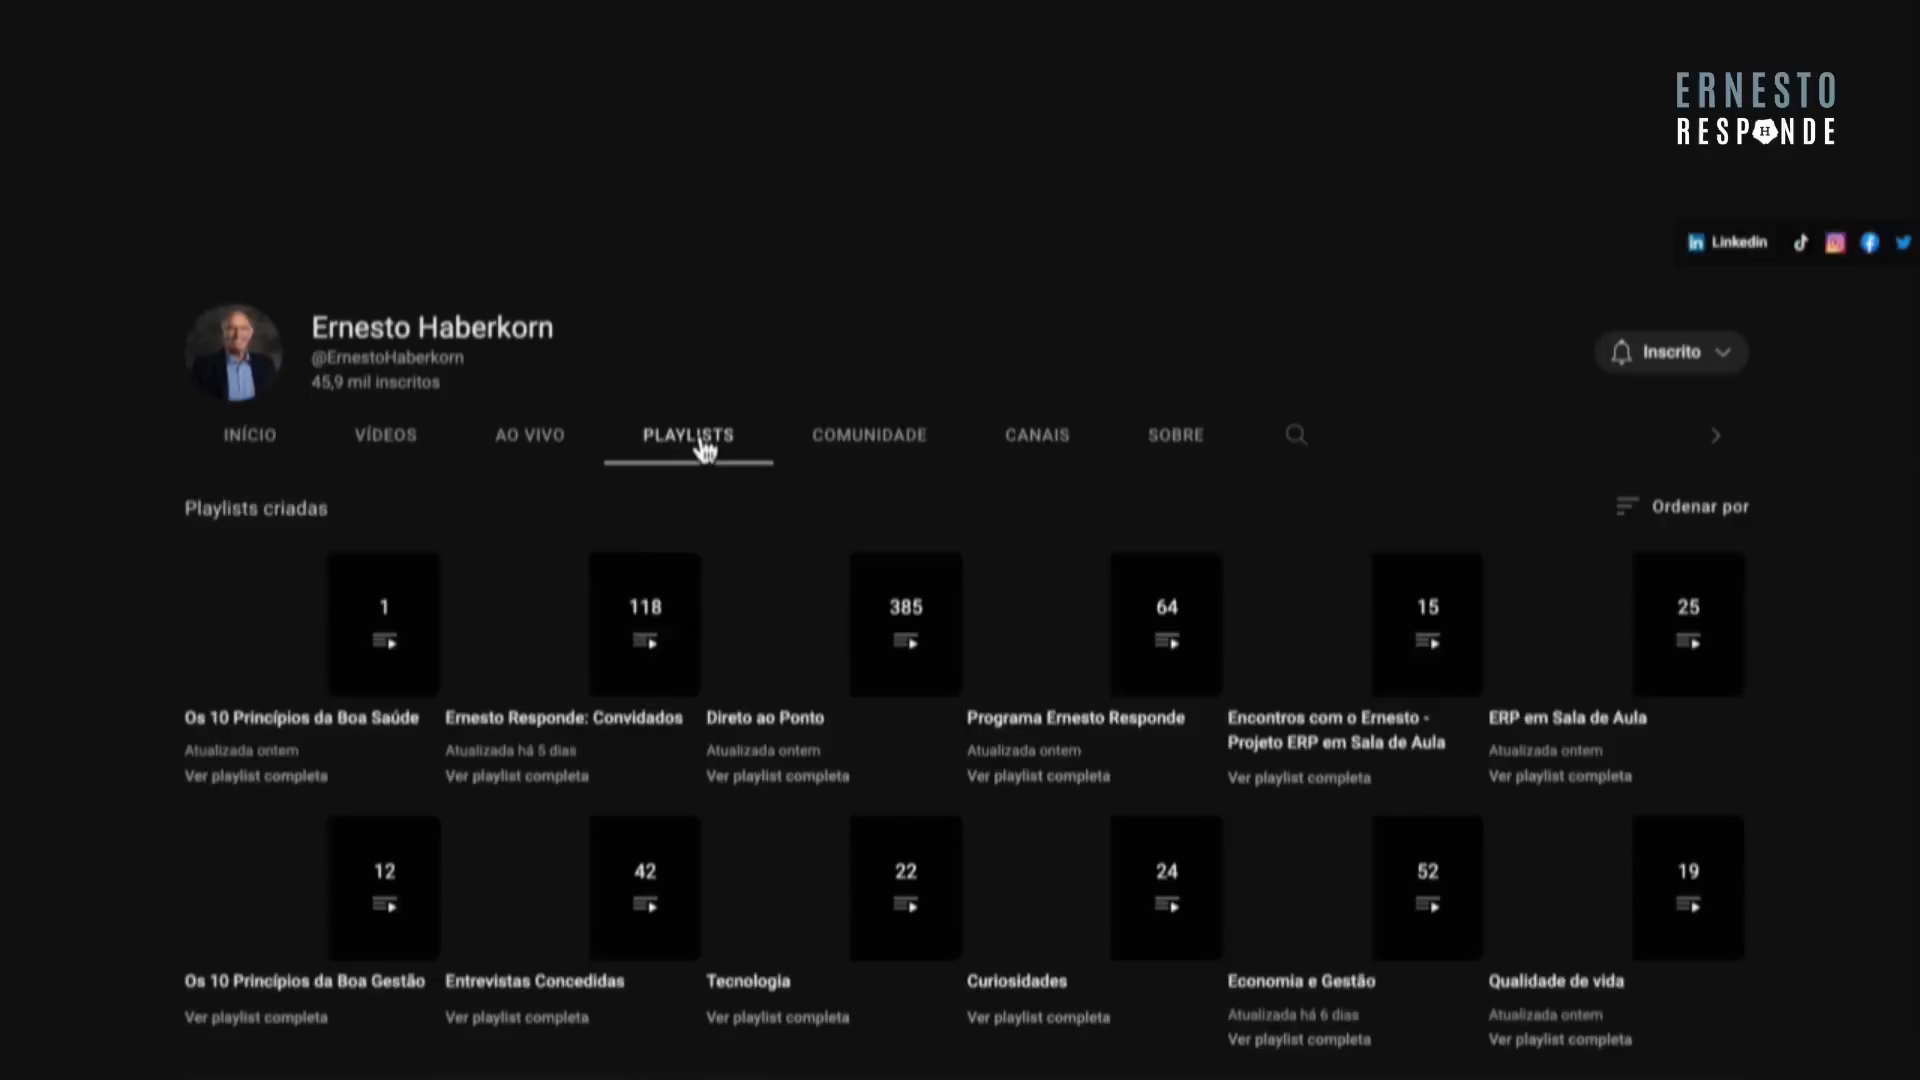 ERNESTO
RESPONDE
Linkedin
Ernesto Haberkorn
@ErnestoHaberkorn
45,9 mil inscritos
Inscrito
INÍCIO VÍDEOS AO VIVO PLAYLISTS COMUNIDADE CANAIS SOBRE
Playlists criadas
Ordenar por
1 118 385 64 15 25
Os 10 Princípios da Boa Saúde Ernesto Responde: Convidados Direto ao Ponto Programa Ernesto Responde Encontros com o Ernesto - ERP em Sala de Aula
Projeto ERP em Sala de Aula
Atualizada ontem Atualizada há 5 dias Atualizada ontem Atualizada ontem Atualizada ontem
Ver playlist completa Ver playlist completa Ver playlist completa Ver playlist completa Ver playlist completa Ver playlist completa
12 42 22 24 52 19
Os 10 Princípios da Boa Gestão Entrevistas Concedidas Tecnologia Curiosidades Economia e Gestão Qualidade de vida
Ver playlist completa Ver playlist completa Ver playlist completa Ver playlist completa Atualizada há 6 dias Atualizada ontem
Ver playlist completa Ver playlist completa